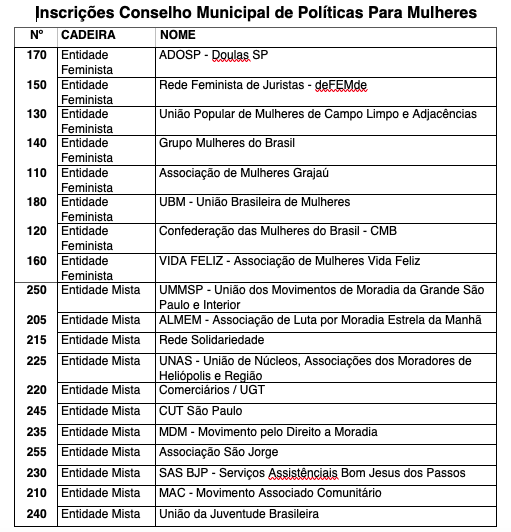 Inscrições Conselho Municipal de Políticas Para Mulheres
Nº CADEIRA NOME
170 Entidade Feminista ADOSP - Doulas SP
150 Entidade Feminista Rede Feminista de Juristas - deFEMde
130 Entidade Feminista União Popular de Mulheres de Campo Limpo e Adjacências
140 Entidade Feminista Grupo Mulheres do Brasil
110 Entidade Feminista Associação de Mulheres Grajaú
180 Entidade Feminista UBM - União Brasileira de Mulheres
120 Entidade Feminista Confederação das Mulheres do Brasil - CMB
160 Entidade Feminista VIDA FELIZ - Associação de Mulheres Vida Feliz
250 Entidade Mista UMMSP - União dos Movimentos de Moradia da Grande São
Paulo e Interior
205 Entidade Mista ALMEM - Associação de Luta por Moradia Estrela da Manhã
215 Entidade Mista Rede Solidariedade
225 Entidade Mista UNAS - União de Núcleos, Associações dos Moradores de
Heliópolis e Região
220 Entidade Mista Comerciários / UGT
245 Entidade Mista CUT São Paulo
235 Entidade Mista MDM - Movimento pelo Direito a Moradia
255 Entidade Mista Associação São Jorge
230 Entidade Mista SAS BJP - Serviços Assistênciais Bom Jesus dos Passos
210 Entidade Mista MAC - Movimento Associado Comunitário
240 Entidade Mista União da Juventude Brasileira